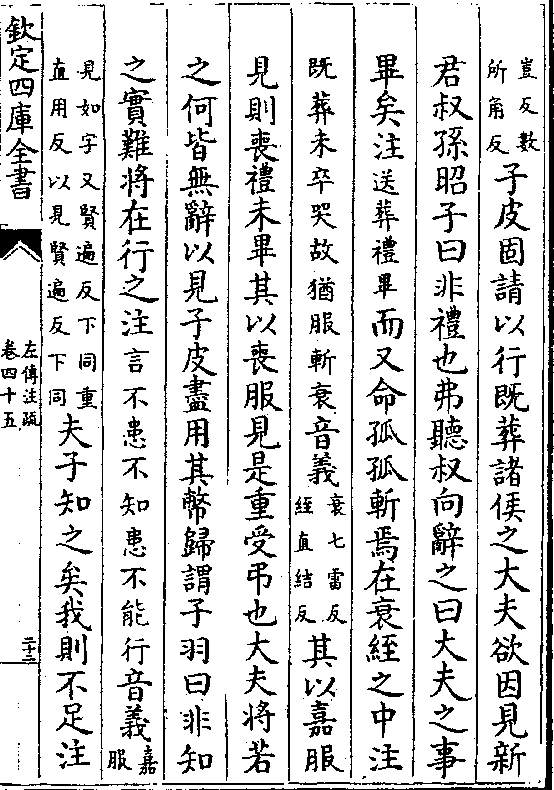 豈反數
所角反
子皮固請以行既葬諸侯之大夫欲因見新
君叔孫昭子曰非禮也弗聽叔向辭之曰大夫之事
畢矣注送葬禮畢而又命孤孤斬焉在衰絰之中注
既葬未卒哭故猶服斬衰音義
衰七雷反
絰直結反
其以嘉服
見則喪禮未畢其以喪服見是重受弔也大夫將若
之何皆無辭以見子皮盡用其幣歸謂子羽曰非知
之實難將在行之注言不患不知患不能行音義
嘉
服
見如字又賢遍反下同重
直用反以見賢遍反下同
夫子知之矣我則不足注
欽定四庫全書
左傳注疏
卷四十五